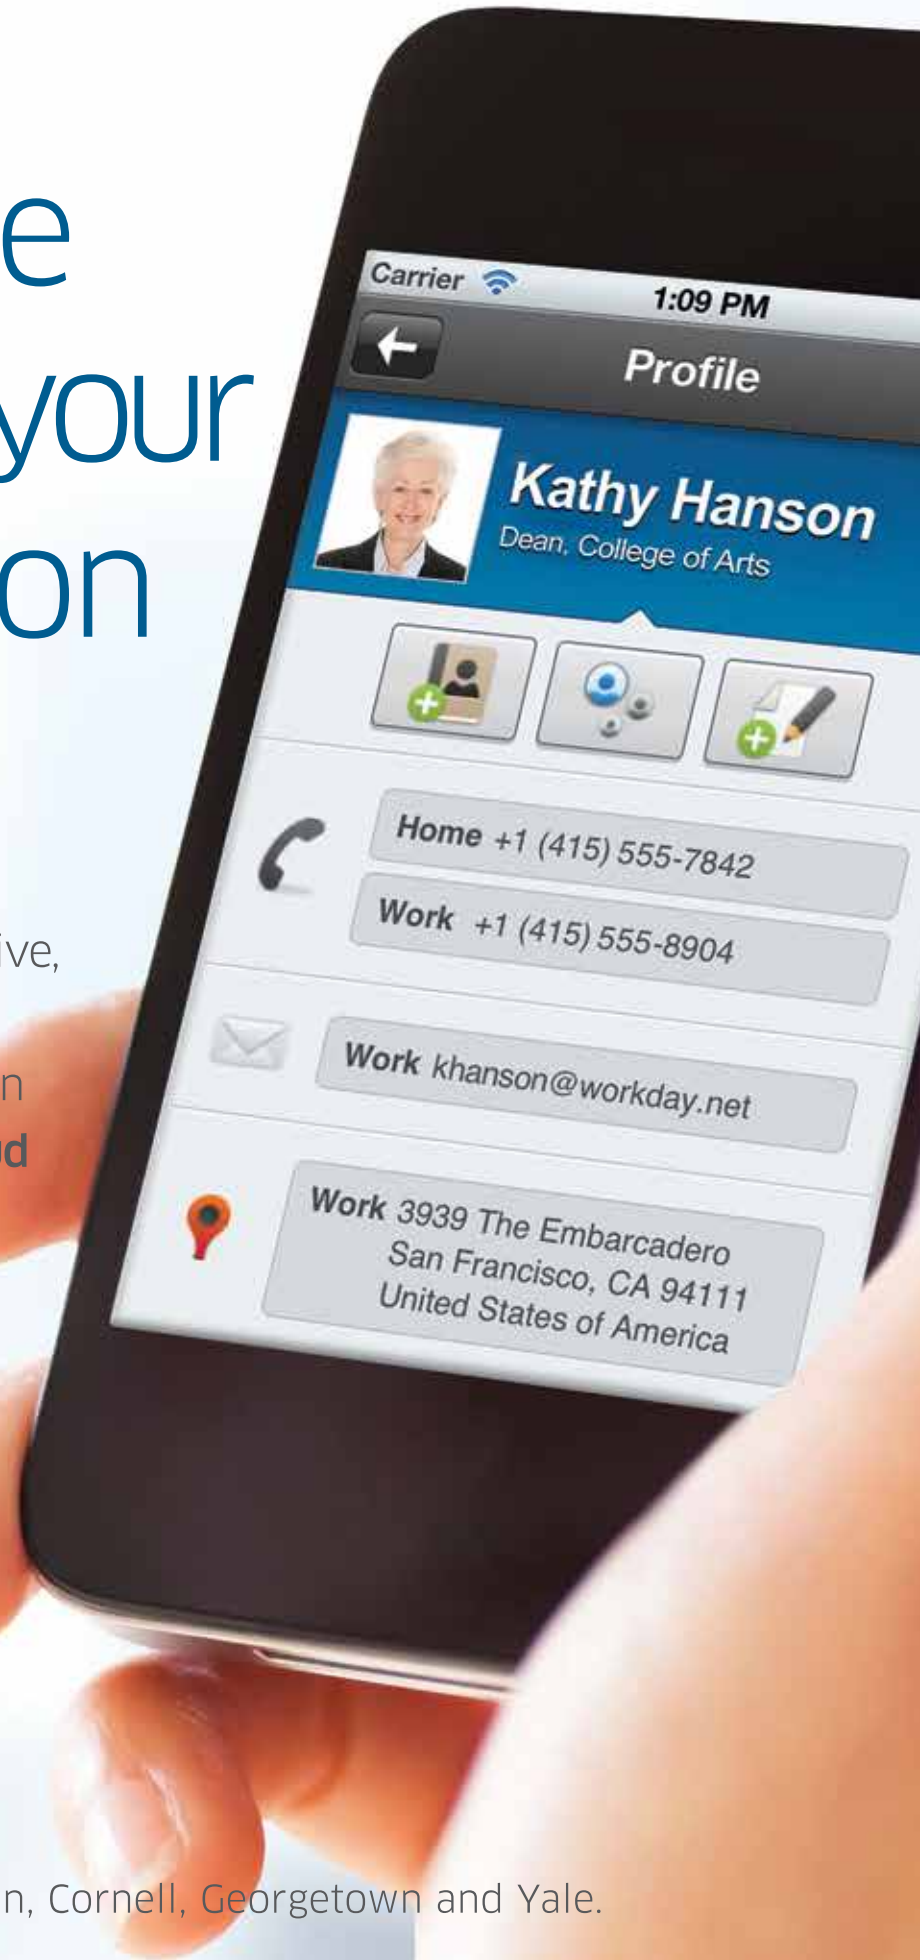 e
your
on
ive,
n
ud
Carrier 1:09 PM
Profile
Kathy Hanson
Dean, College of Arts
Home +1 (415) 555-7842
Work +1 (415) 555-8904
Work khanson@workday.net
Work 3939 The Embarcadero
San Francisco, CA 94111
United States of America
n, Cornell, Georgetown and Yale.